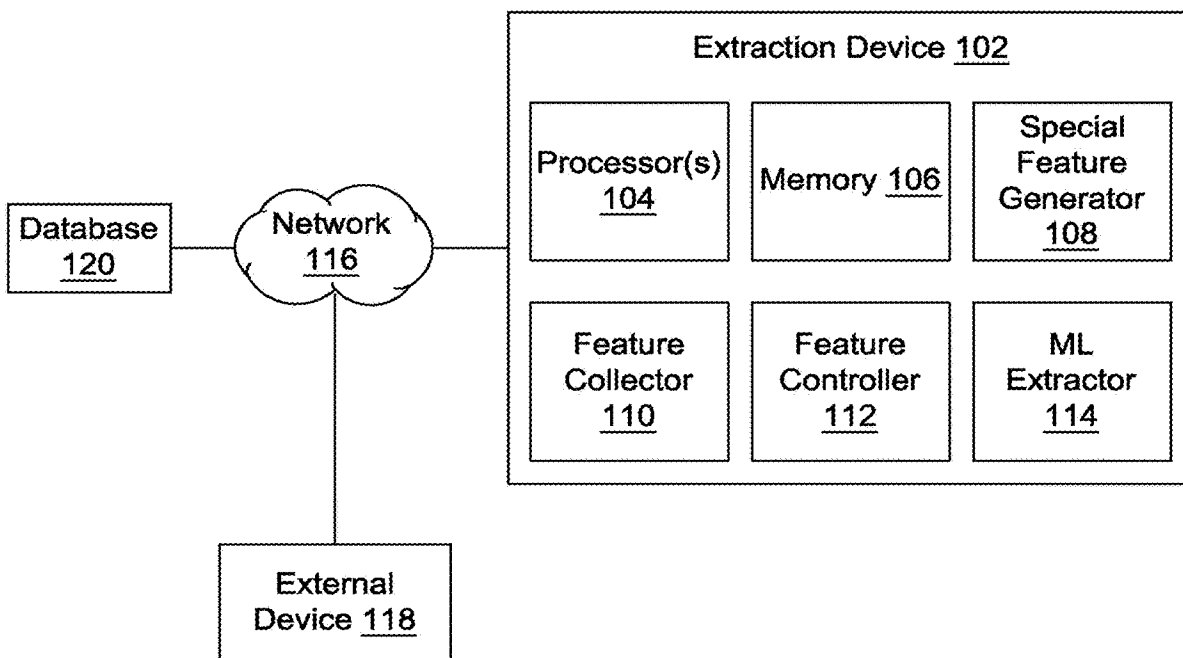 Extraction Device 102
Processor(s)
104
Memory 106
Special
Feature
Generator
108
Feature
Collector
110
Feature
Controller
112
ML
Extractor
114
Network
116
Database
120
External
Device 118